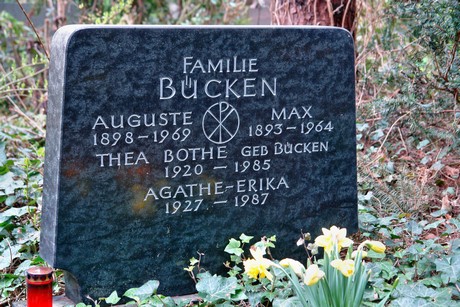 FAMILIE
BÜCKEN
AUGUSTE MAX
1898–1969 1893–1964
THEA BOTHE GEB BÜCKEN
1920 – 1985
AGATHE-ERIKA
1927 – 1987